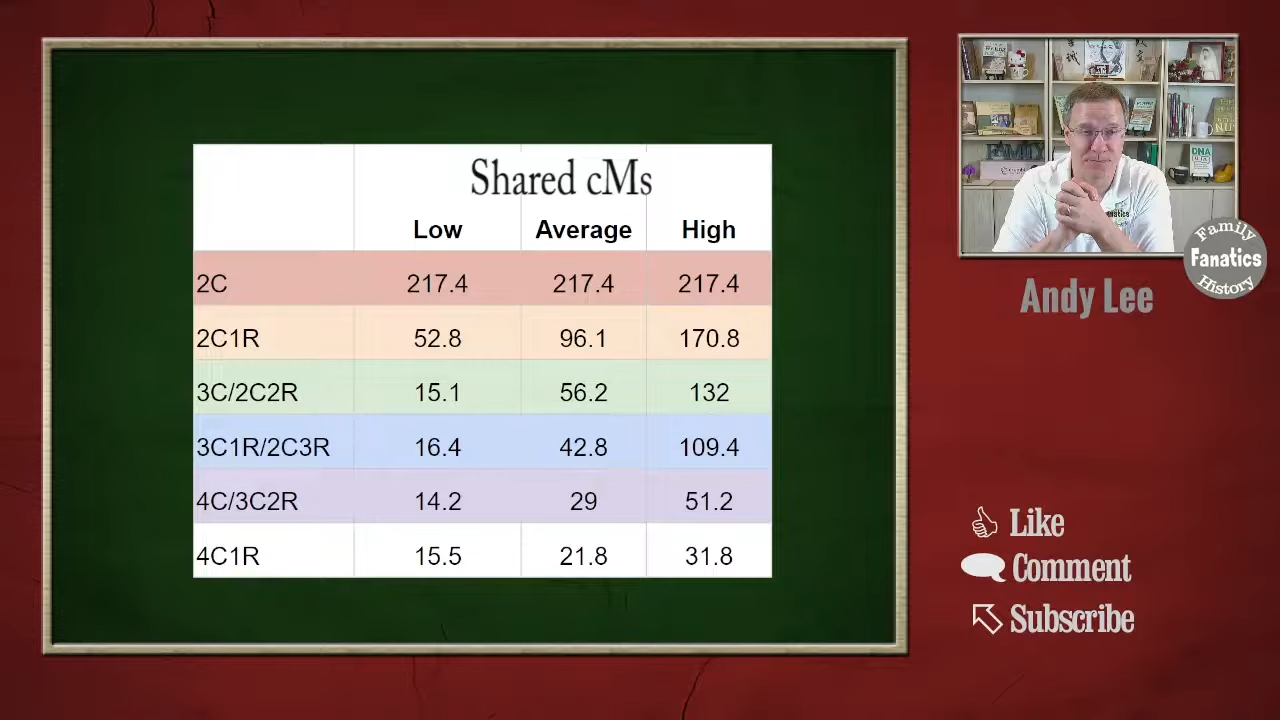 Shared cMs
Low Average High
2C 217.4 217.4 217.4
2C1R 52.8 96.1 170.8
3C/2C2R 15.1 56.2 132
3C1R/2C3R 16.4 42.8 109.4
4C/3C2R 14.2 29 51.2
4C1R 15.5 21.8 31.8
DNA
Family
Fanatics
History
Andy Lee
Like
Comment
Subscribe